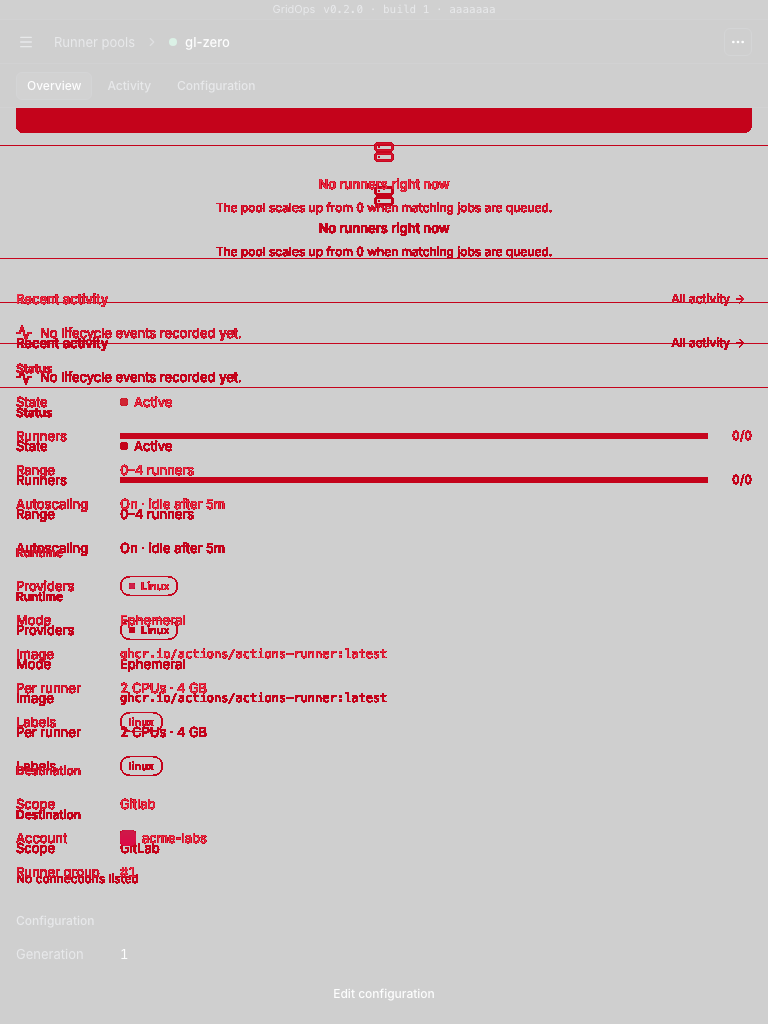 GridOps v0.2.0 · build 1 · aaaaaaa
Runner pools > gl-zero
Overview Activity Configuration
No runners right now
The pool scales up from 0 when matching jobs are queued.
No runners right now
The pool scales up from 0 when matching jobs are queued.
Recent activity All activity →
No lifecycle events recorded yet.
Recent activity All activity →
Status
No lifecycle events recorded yet.
State Active
Status
Runners 0/0
State Active
Range 0–4 runners
Runners 0/0
Autoscaling On · idle after 5m
Range 0–4 runners
Autoscaling On · idle after 5m
Runtime
Providers Linux
Runtime
Mode Ephemeral
Providers Linux
Image ghcr.io/actions/actions-runner:latest
Mode Ephemeral
Per runner 2 CPUs · 4 GB
Image ghcr.io/actions/actions-runner:latest
Labels linux
Per runner 2 CPUs · 4 GB
Labels linux
Destination
Scope Gitlab
Destination
Account acme-labs
Scope GitLab
Runner group #1
No connections listed
Configuration
Generation 1
Edit configuration